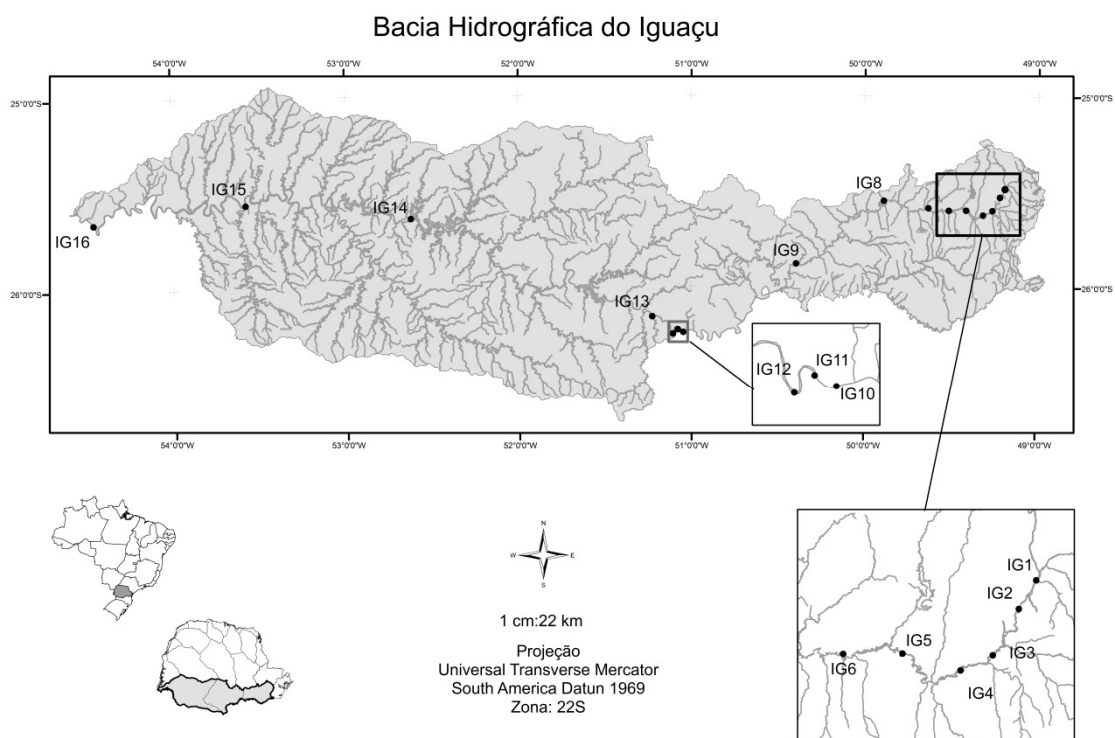 Bacia Hidrográfica do Iguaçu
54°0'0"W
53°0'0"W
52°0'0"W
51°0'0"W
50°0'0"W
49°0'0"W
25°0'0"S
25°0'0"S
IG8
IG15
IG14
IG16
IG9
26°0'0"S
26°0'0"S
IG13
IG12
IG11
IG10
54°0'0"W
53°0'0"W
52°0'0"W
51°0'0"W
50°0'0"W
49°0'0"W
N
W
E
S
1 cm:22 km
Projeção
Universal Transverse Mercator
South America Datun 1969
Zona: 22S
IG1
IG2
IG3
IG5
IG6
IG4